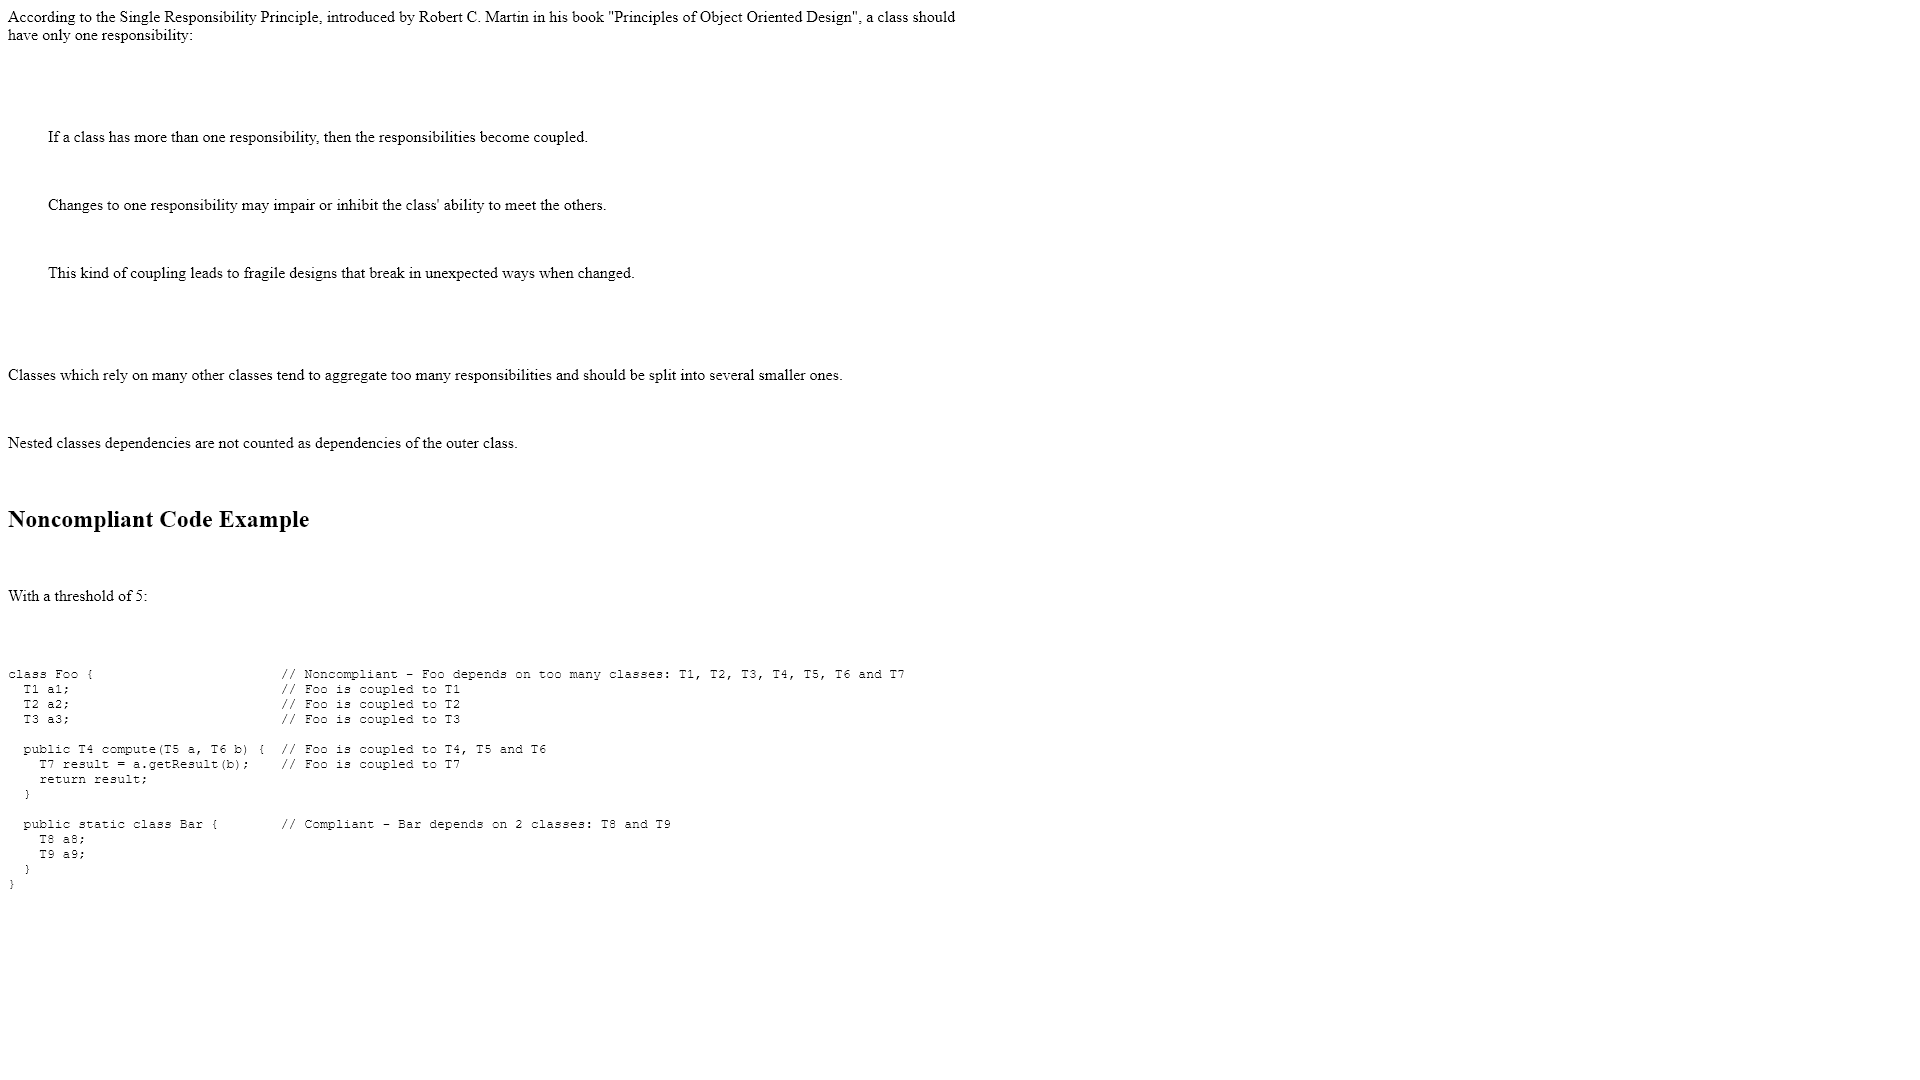 According to the Single Responsibility Principle, introduced by Robert C. Martin in his book "Principles of Object Oriented Design", a class should
have only one responsibility:
If a class has more than one responsibility, then the responsibilities become coupled.
Changes to one responsibility may impair or inhibit the class' ability to meet the others.
This kind of coupling leads to fragile designs that break in unexpected ways when changed.
Classes which rely on many other classes tend to aggregate too many responsibilities and should be split into several smaller ones.
Nested classes dependencies are not counted as dependencies of the outer class.
Noncompliant Code Example
With a threshold of 5:
class Foo {                        // Noncompliant - Foo depends on too many classes: T1, T2, T3, T4, T5, T6 and T7
  T1 a1;                           // Foo is coupled to T1
  T2 a2;                           // Foo is coupled to T2
  T3 a3;                           // Foo is coupled to T3
  public T4 compute(T5 a, T6 b) {  // Foo is coupled to T4, T5 and T6
    T7 result = a.getResult(b);    // Foo is coupled to T7
    return result;
  }
  public static class Bar {        // Compliant - Bar depends on 2 classes: T8 and T9
    T8 a8;
    T9 a9;
  }
}